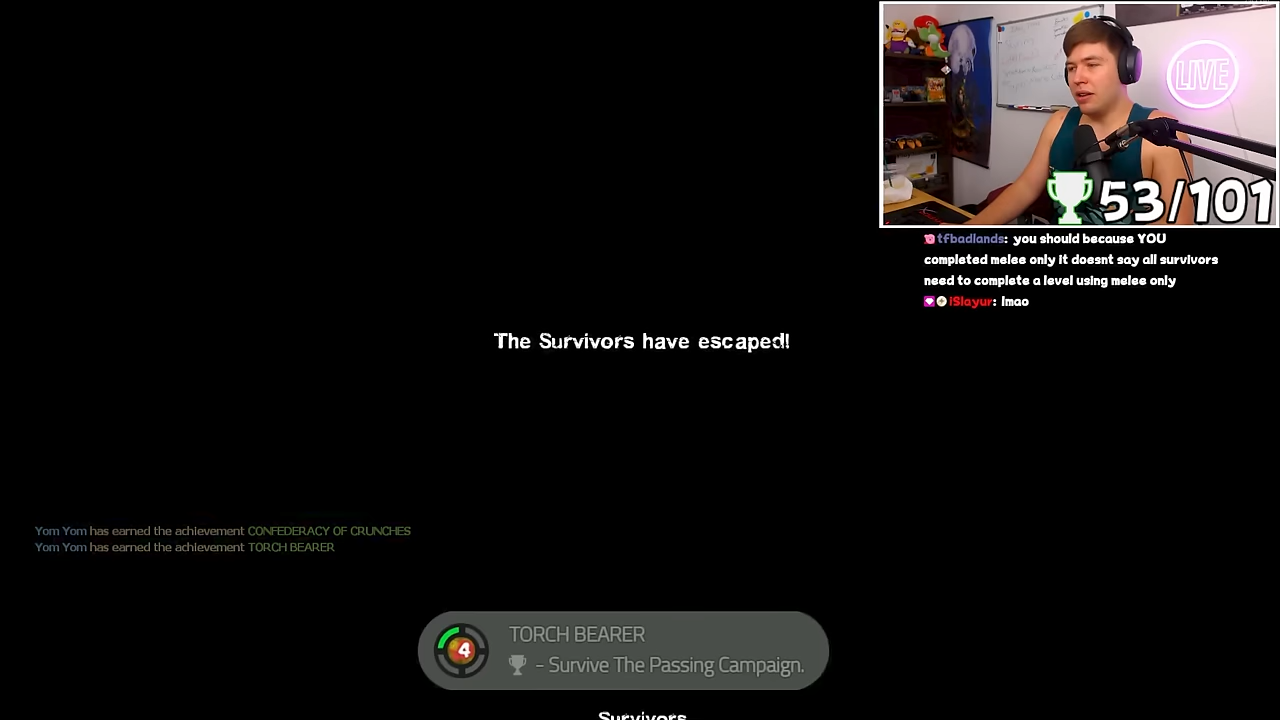 LIVE
53/101
tfbadlands: you should because YOU
completed melee only it doesnt say all survivors
need to complete a level using melee only
iSlayur: lmao
The Survivors have escaped!
Yom Yom has earned the achievement CONFEDERACY OF CRUNCHES
Yom Yom has earned the achievement TORCH BEARER
4
TORCH BEARER
- Survive The Passing Campaign.
Survivors